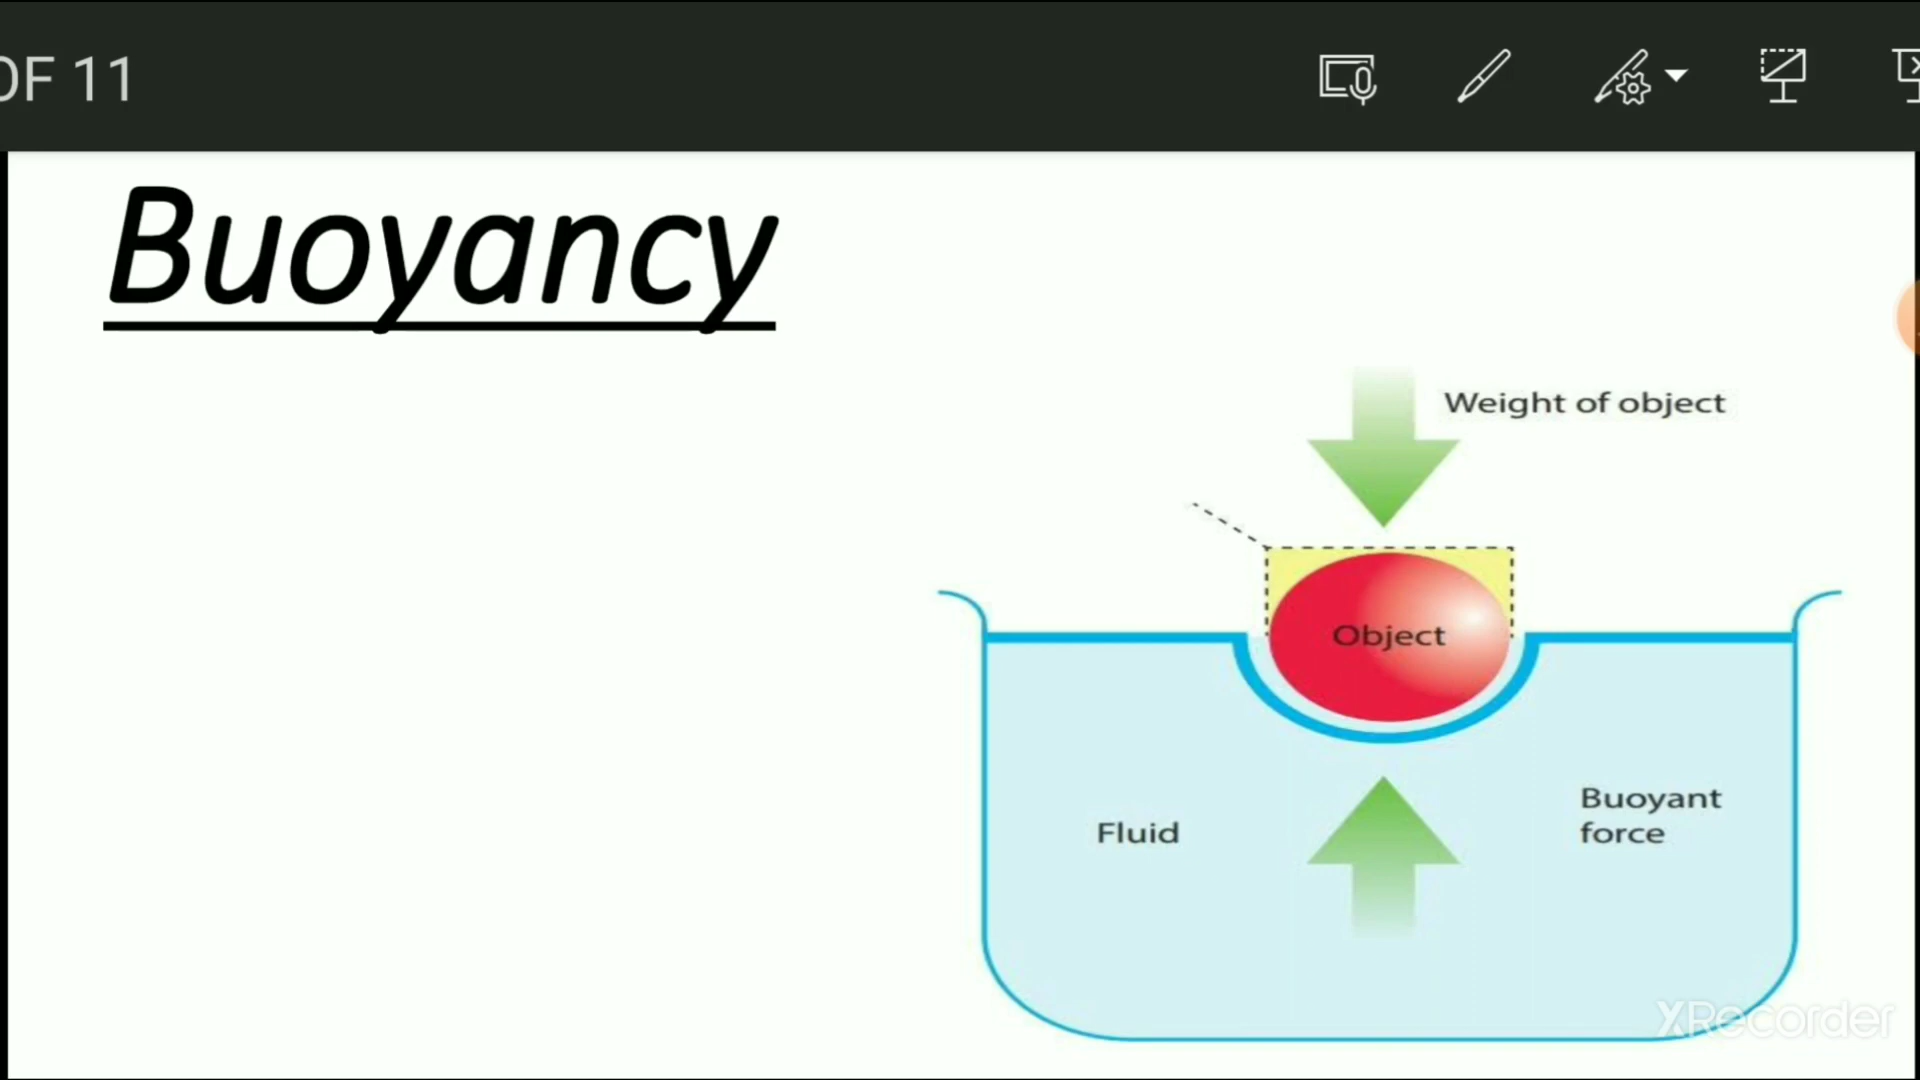 OF 11
Buoyancy
Weight of object
Object
Fluid
Buoyant
force
XRecorder